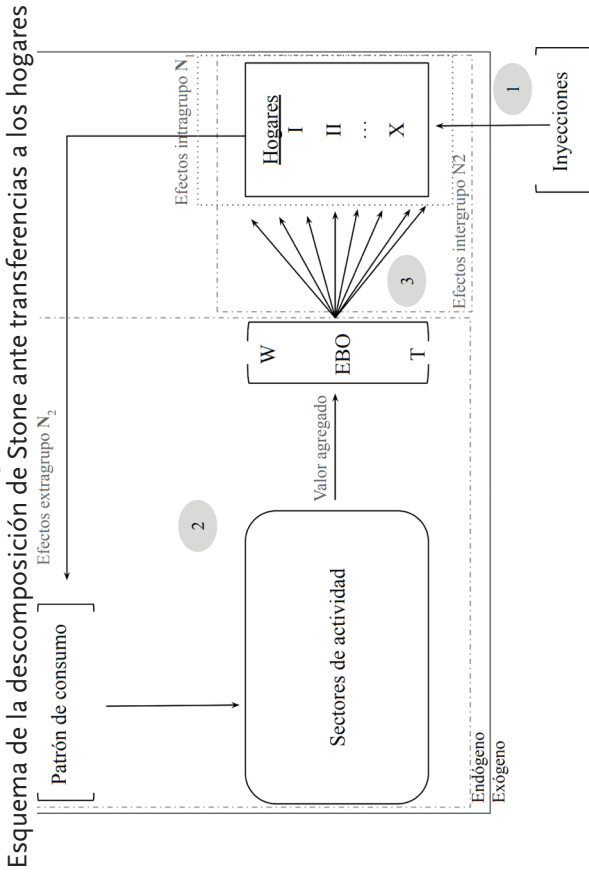 Esquema de la descomposición de Stone ante transferencias a los hogares
Efectos extragrupo N2
Efectos intragrupo N1
Patrón de consumo
2
Sectores de actividad
Valor agregado
W
EBO
T
3
Hogares
I
II
...
X
Efectos intergrupo N2
Endógeno
Exógeno
1
Inyecciones